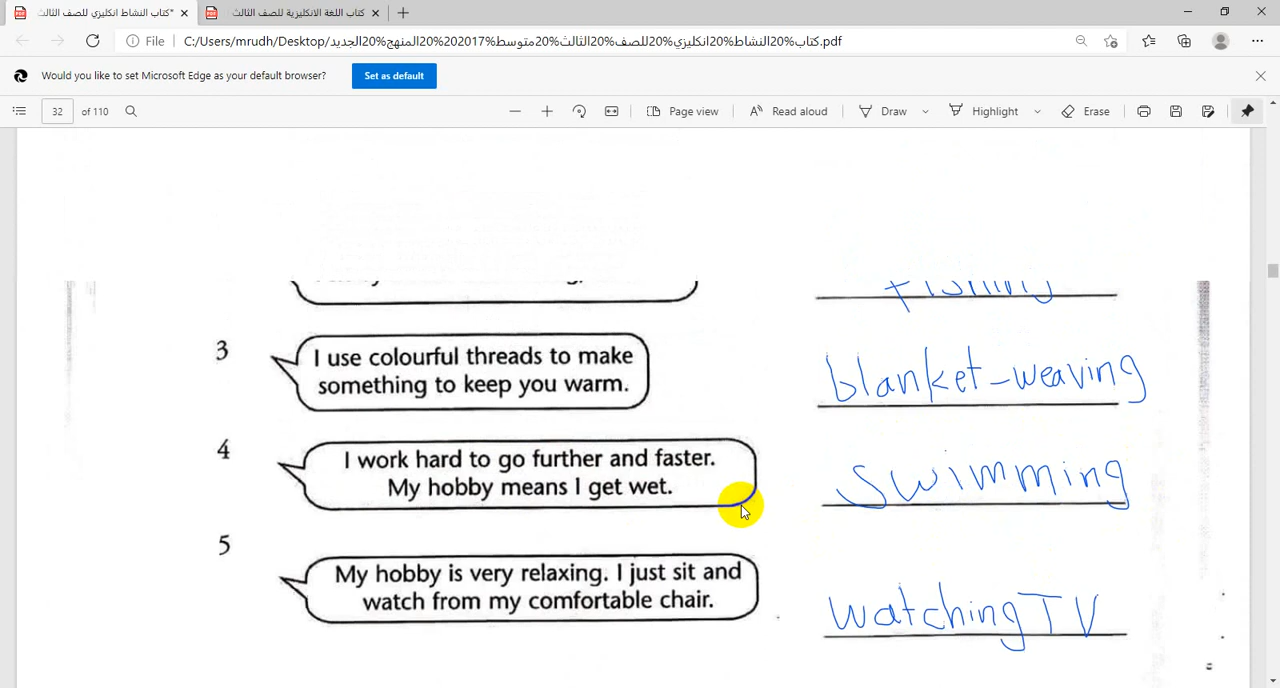 *كتاب النشاط انكليزي للصف الثالث
كتاب اللغة الانكليزية للصف الثالث
File C:/Users/mrudh/Desktop/كتاب%20النشاط%20انكليزي%20للصف%20الثالث%20متوسط%202017%20المنهج%20الجديد.pdf
Would you like to set Microsoft Edge as your default browser? Set as default
32 of 110 Page view Read aloud Draw Highlight Erase
fishing
3 I use colourful threads to make
something to keep you warm.
blanket-weaving
4 I work hard to go further and faster.
My hobby means I get wet.
swimming
5 My hobby is very relaxing. I just sit and
watch from my comfortable chair.
watching TV